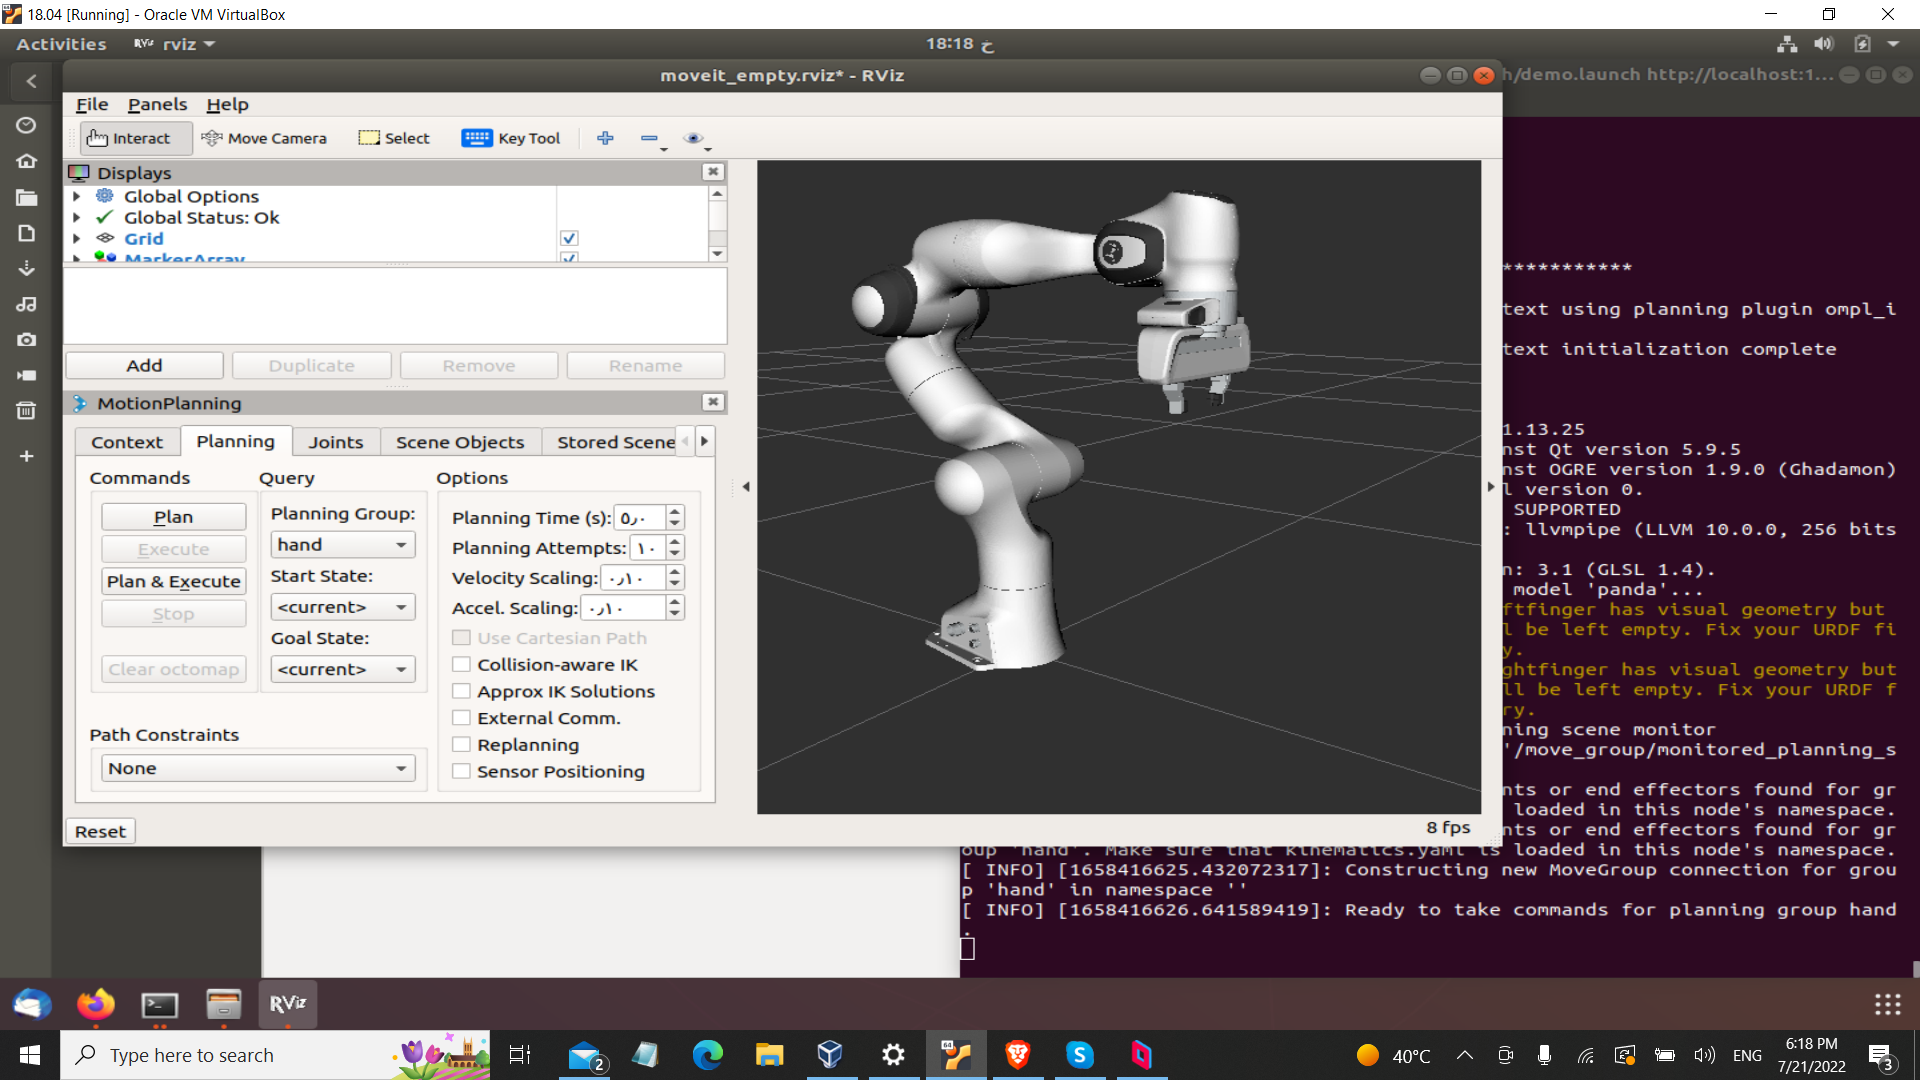 18.04 [Running] - Oracle VM VirtualBox
Activities
RViz rviz
18:18 خ
moveit_empty.rviz* - RViz
h/demo.launch http://localhost:1...
File Panels Help
Interact Move Camera Select Key Tool
Displays
Global Options
Global Status: Ok
Grid
MarkerArray
Add Duplicate Remove Rename
MotionPlanning
Context Planning Joints Scene Objects Stored Scene
Commands Query Options
Plan
Execute
Plan & Execute
Stop
Clear octomap
Planning Group:
hand
Start State:
<current>
Goal State:
<current>
Planning Time (s): ٥٫٠
Planning Attempts: ١٠
Velocity Scaling: ٠٫١٠
Accel. Scaling: ٠٫١٠
Use Cartesian Path
Collision-aware IK
Approx IK Solutions
External Comm.
Replanning
Sensor Positioning
Path Constraints
None
Reset
8 fps
***********
text using planning plugin ompl_i
text initialization complete
1.13.25
nst Qt version 5.9.5
nst OGRE version 1.9.0 (Ghadamon)
l version 0.
SUPPORTED
: llvmpipe (LLVM 10.0.0, 256 bits
n: 3.1 (GLSL 1.4).
model 'panda'...
ftfinger has visual geometry but
l be left empty. Fix your URDF fi
y.
ghtfinger has visual geometry but
ll be left empty. Fix your URDF f
ry.
ning scene monitor
'/move_group/monitored_planning_s
nts or end effectors found for gr
loaded in this node's namespace.
nts or end effectors found for gr
oup 'hand'. Make sure that kinematics.yaml is loaded in this node's namespace.
[ INFO] [1658416625.432072317]: Constructing new MoveGroup connection for grou
p 'hand' in namespace ''
[ INFO] [1658416626.641589419]: Ready to take commands for planning group hand
.
RViz
Type here to search
2
64
40°C
ENG
6:18 PM
7/21/2022
3